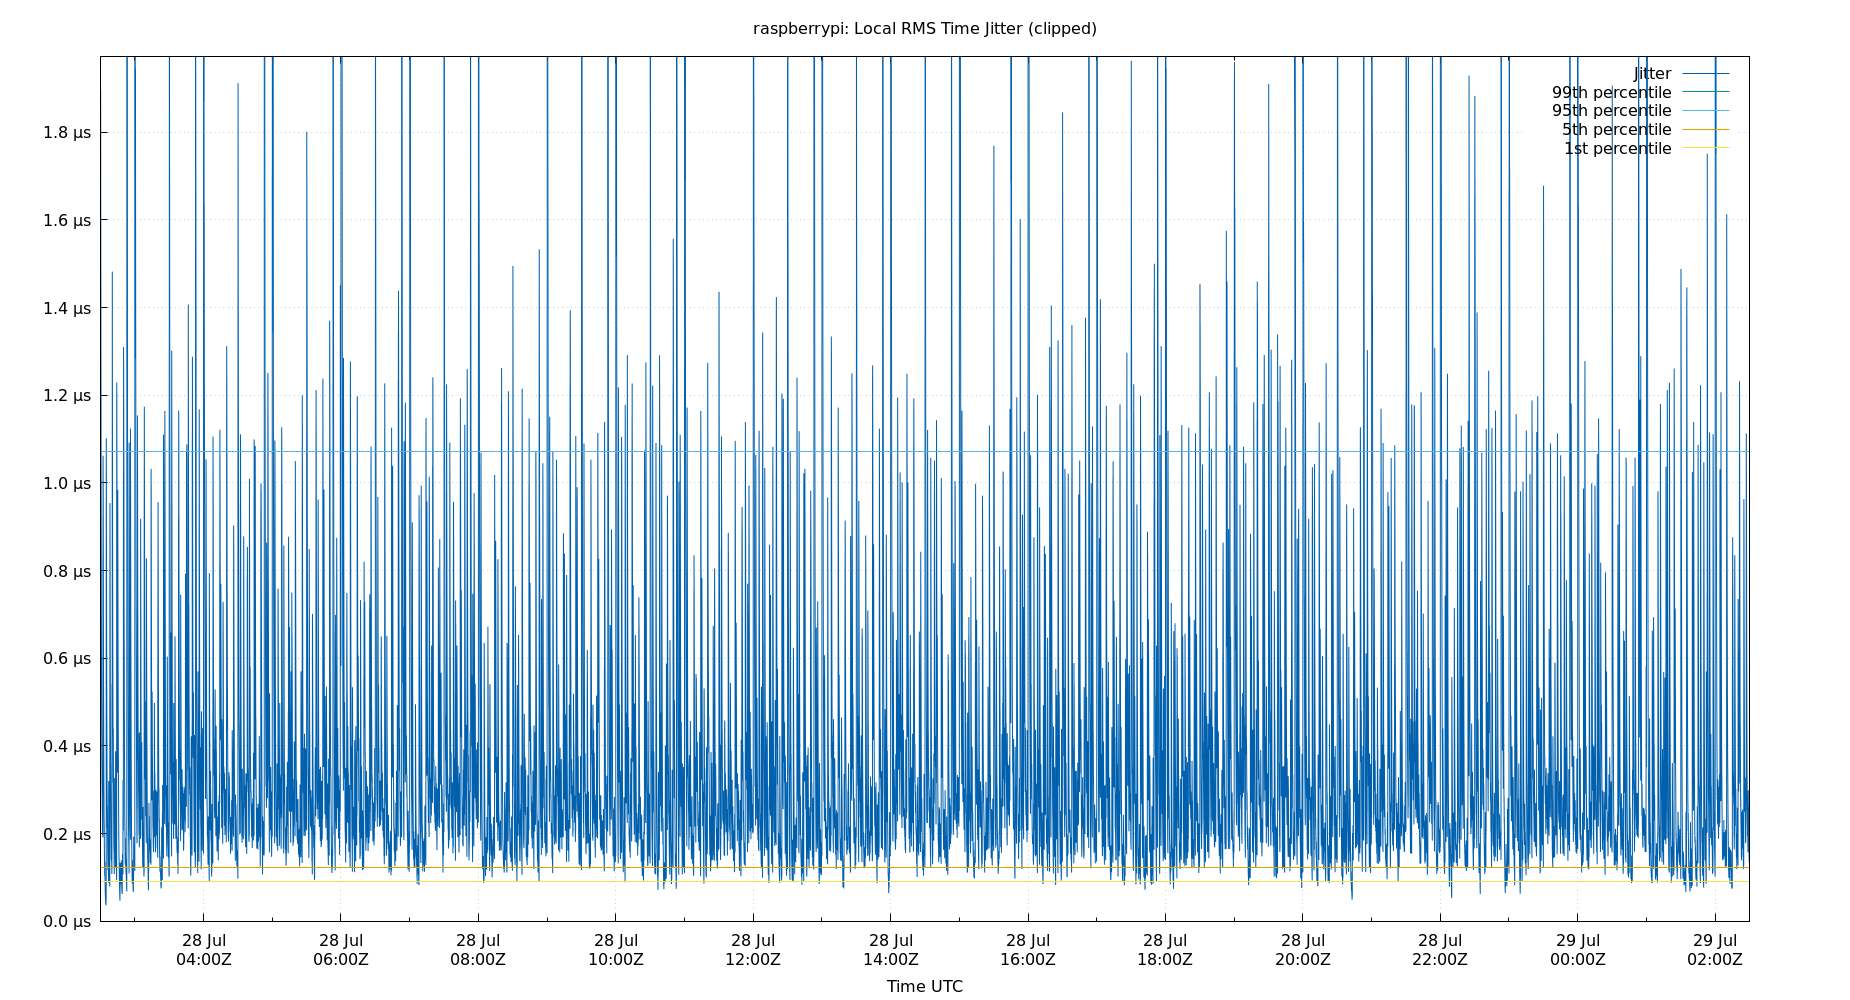 raspberrypi: Local RMS Time Jitter (clipped)
Jitter
99th percentile
95th percentile
5th percentile
1st percentile
1.8 µs
1.6 µs
1.4 µs
1.2 µs
1.0 µs
0.8 µs
0.6 µs
0.4 µs
0.2 µs
0.0 µs
28 Jul 28 Jul 28 Jul 28 Jul 28 Jul 28 Jul 28 Jul 28 Jul 28 Jul 28 Jul 29 Jul 29 Jul
04:00Z 06:00Z 08:00Z 10:00Z 12:00Z 14:00Z 16:00Z 18:00Z 20:00Z 22:00Z 00:00Z 02:00Z
Time UTC